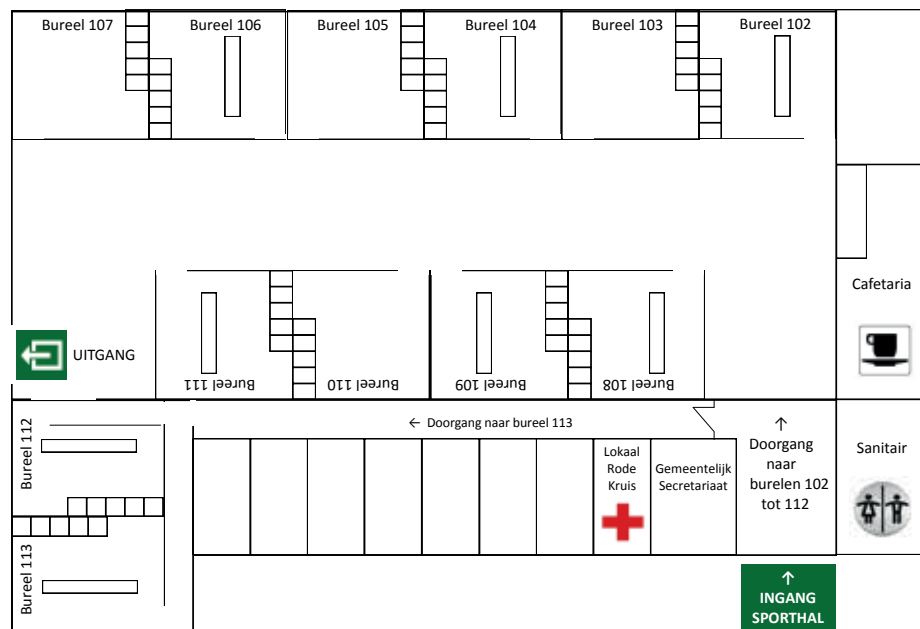 Bureel 107
Bureel 106
Bureel 105
Bureel 104
Bureel 103
Bureel 102
Cafetaria
UITGANG
Bureel 111
Bureel 110
Bureel 109
Bureel 108
Bureel 112
← Doorgang naar bureel 113
↑
Doorgang
naar
burelen 102
tot 112
Lokaal
Rode
Kruis
Gemeentelijk
Secretariaat
Sanitair
Bureel 113
↑
INGANG
SPORTHAL